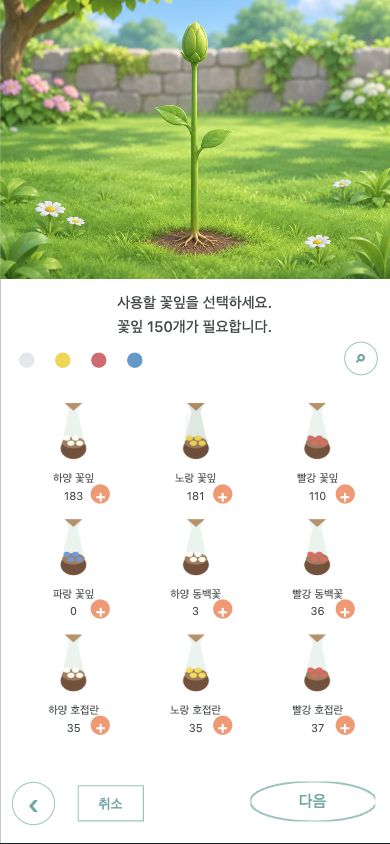 사용할 꽃잎을 선택하세요.
꽃잎 150개가 필요합니다.
하양 꽃잎
노랑 꽃잎
빨강 꽃잎
183
181
110
파랑 꽃잎
하양 동백꽃
빨강 동백꽃
0
3
36
하양 호접란
노랑 호접란
빨강 호접란
35
35
37
취소
다음